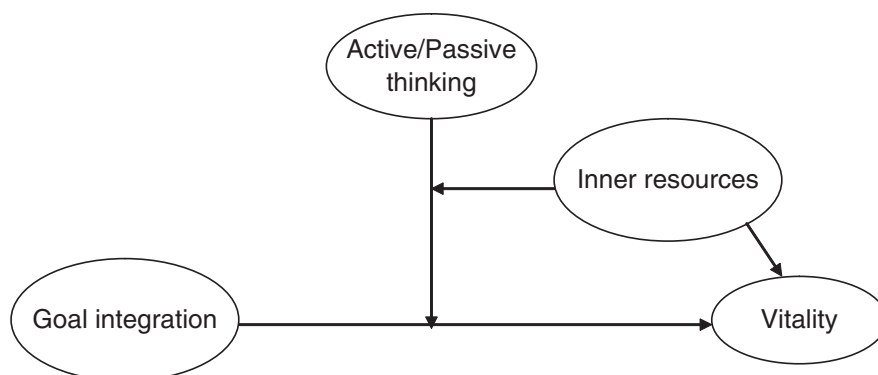 Active/Passive
thinking
Inner resources
Goal integration
Vitality